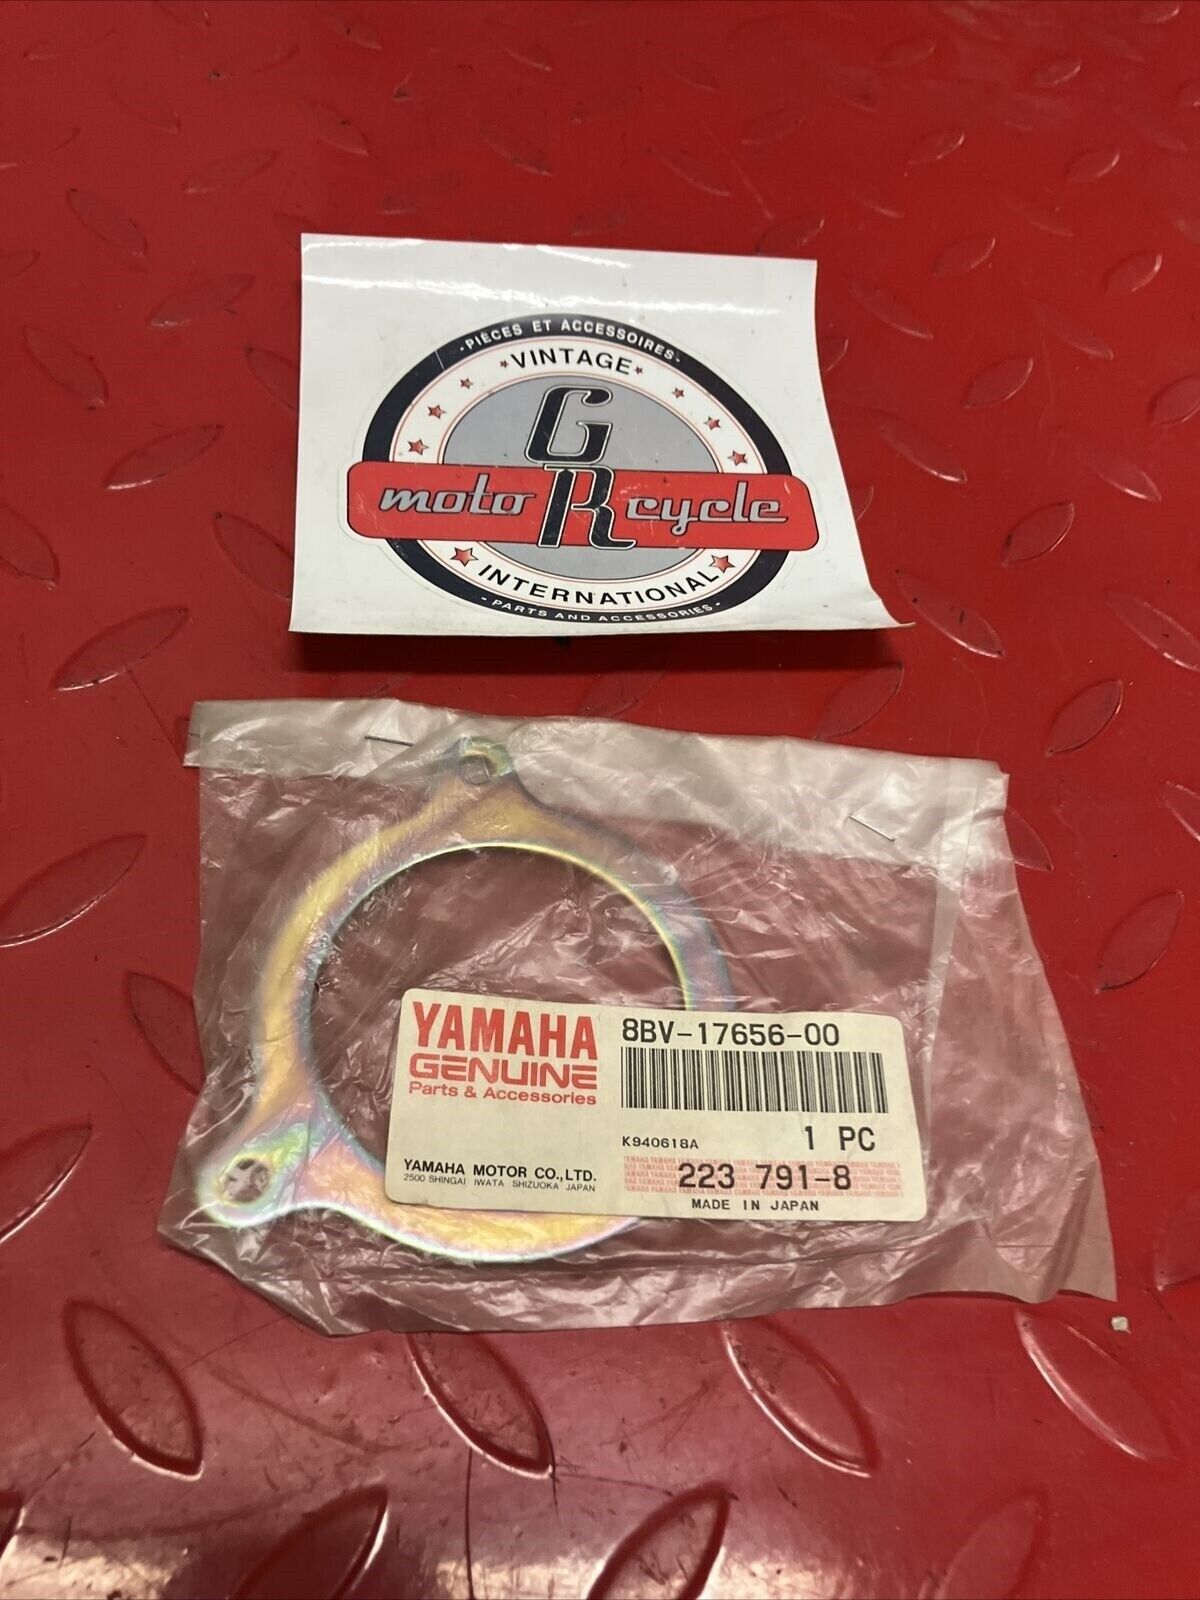 ·PIÈCES ET ACCESSOIRES·
VINTAGE
GR
moto cycle
INTERNATIONAL
·PARTS AND ACCESSORIES·
YAMAHA
GENUINE
Parts & Accessories
8BV-17656-00
K940618A
1 PC
YAMAHA MOTOR CO.,LTD.
2500 SHINGAI IWATA SHIZUOKA JAPAN
223 791-8
MADE IN JAPAN